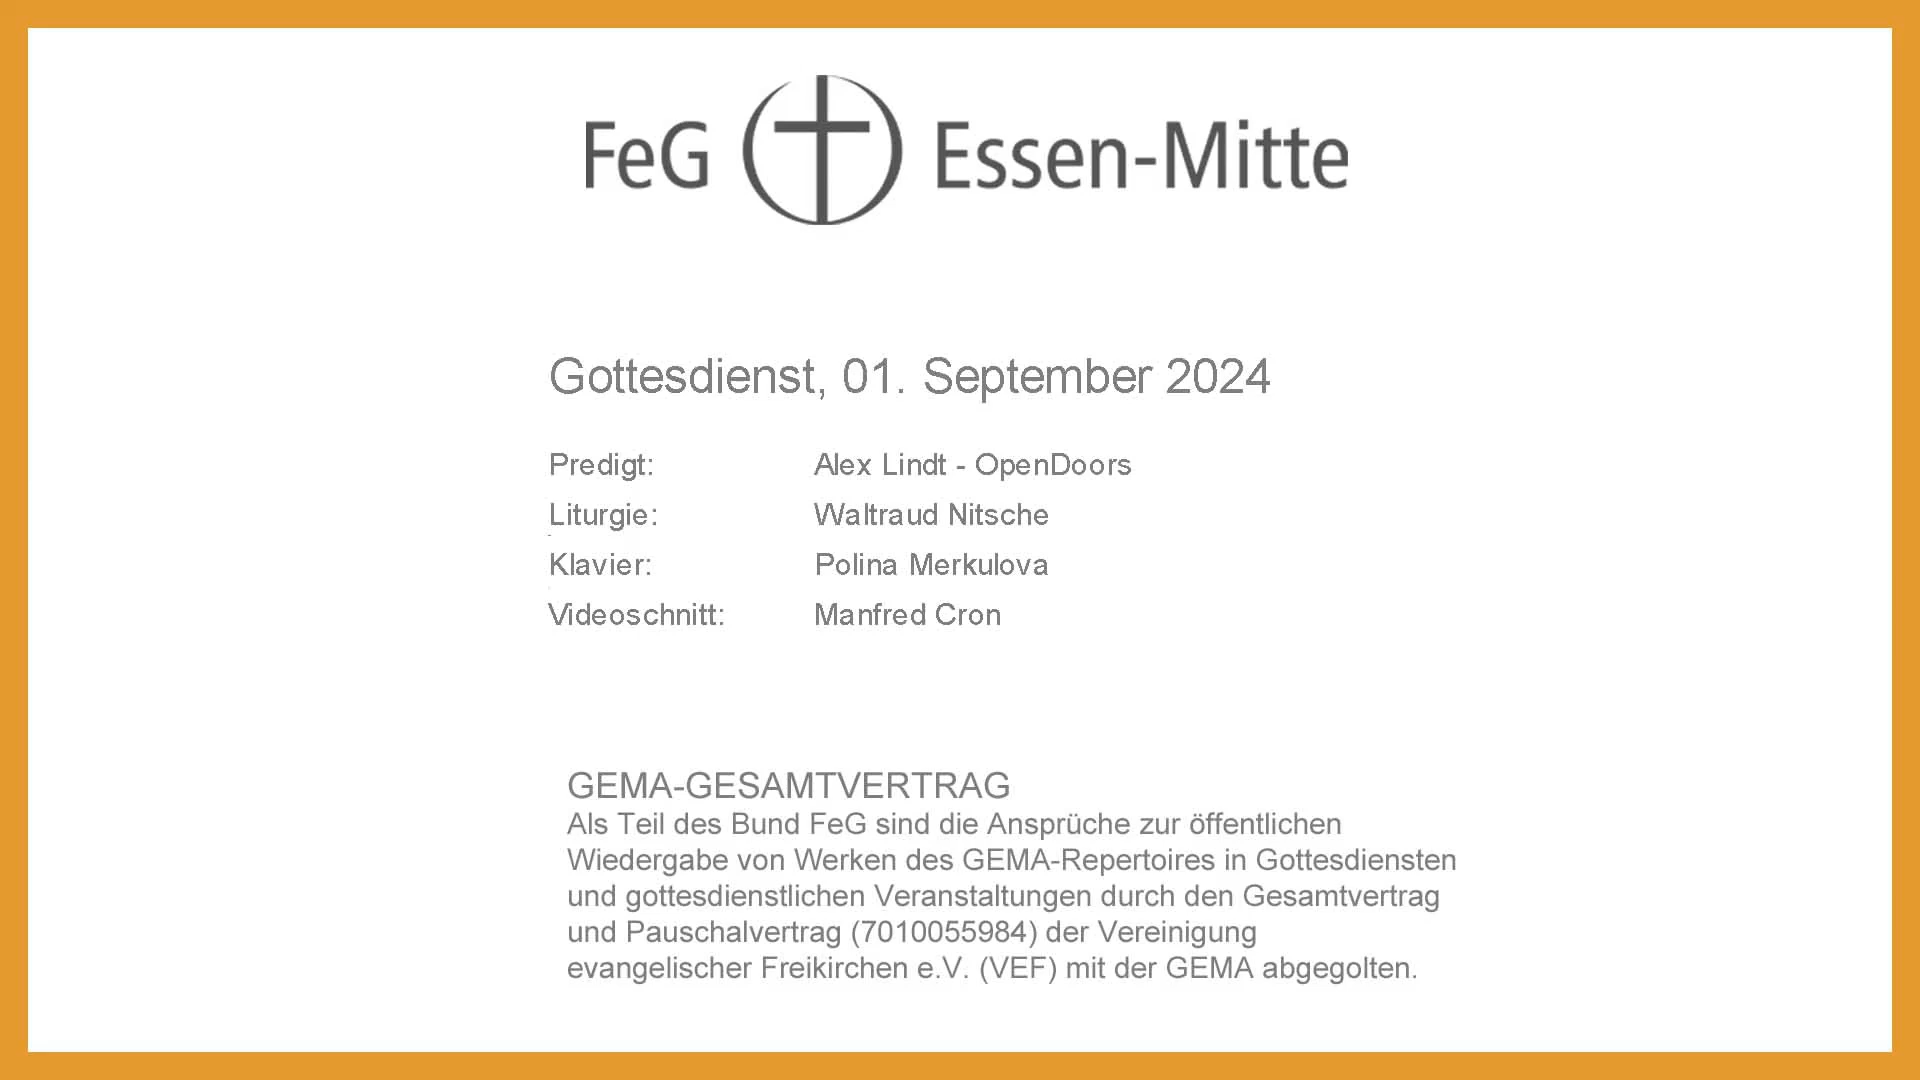 FeG Essen-Mitte
Gottesdienst, 01. September 2024
Predigt: Alex Lindt - OpenDoors
Liturgie: Waltraud Nitsche
Klavier: Polina Merkulova
Videoschnitt: Manfred Cron
GEMA-GESAMTVERTRAG
Als Teil des Bund FeG sind die Ansprüche zur öffentlichen
Wiedergabe von Werken des GEMA-Repertoires in Gottesdiensten
und gottesdienstlichen Veranstaltungen durch den Gesamtvertrag
und Pauschalvertrag (7010055984) der Vereinigung
evangelischer Freikirchen e.V. (VEF) mit der GEMA abgegolten.